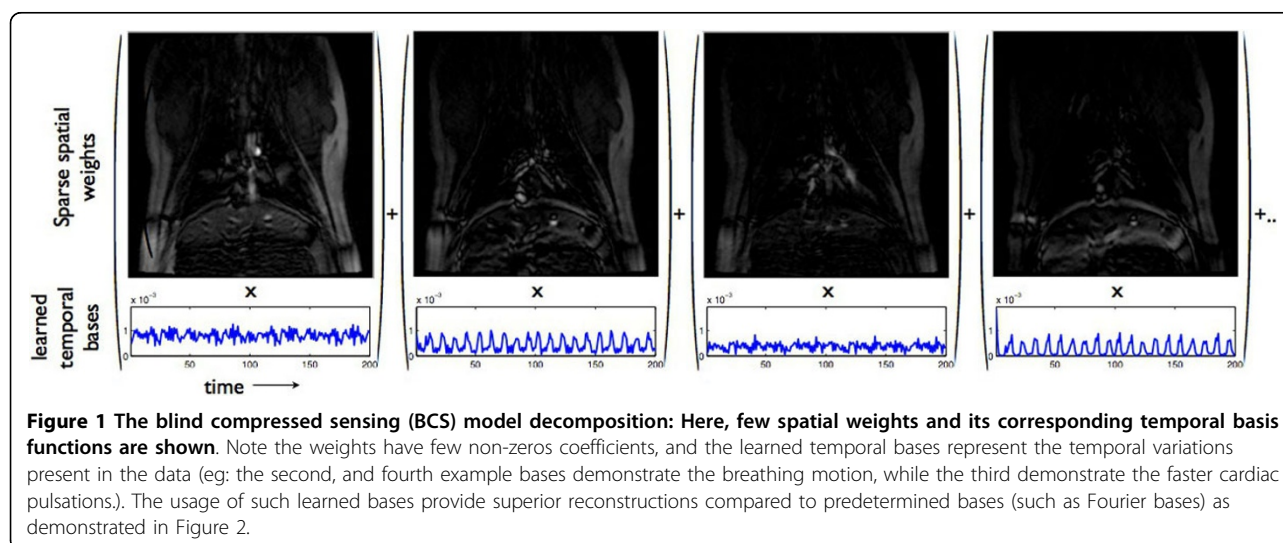 Sparse spatial
weights
+
+
+
+..
x
x
x
x
learned
temporal
bases
x 10⁻³
1
0
50
100
150
200
x 10⁻³
1
0
50
100
150
200
x 10⁻³
1
0
50
100
150
200
x 10⁻³
1
0
50
100
150
200
time
Figure 1 The blind compressed sensing (BCS) model decomposition: Here, few spatial weights and its corresponding temporal basis
functions are shown. Note the weights have few non-zeros coefficients, and the learned temporal bases represent the temporal variations
present in the data (eg: the second, and fourth example bases demonstrate the breathing motion, while the third demonstrate the faster cardiac
pulsations.). The usage of such learned bases provide superior reconstructions compared to predetermined bases (such as Fourier bases) as
demonstrated in Figure 2.